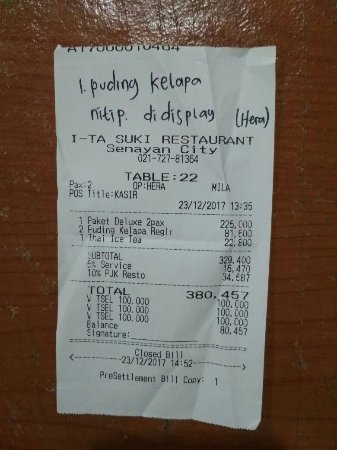 A17000010464
1. puding kelapa
nitip. didisplay (Hera)
I-TA SUKI RESTAURANT
Senayan City
021-727-81364
TABLE:22
Pax:2 OP:HERA MILA
POS Title:KASIR
23/12/2017 13:35
1 Paket Deluxe 2pax 225,000
2 Puding Kelapa Reglr 81,600
1 Thai Ice Tea 22,800
SUBTOTAL 329,400
5% Service 16,470
10% PJK Resto 34,587
TOTAL 380,457
V TSEL 100.000 100,000
V TSEL 100.000 100,000
V TSEL 100.000 100,000
Balance 80,457
Signature:
Closed Bill
23/12/2017 14:52
PreSettlement Bill Copy: 1